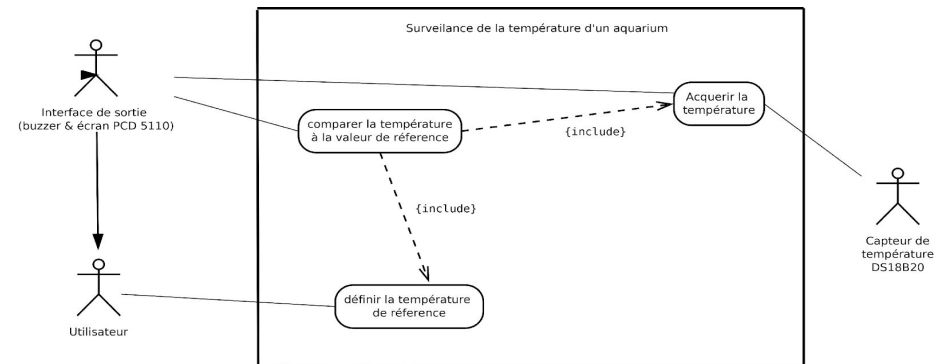 Surveilance de la température d'un aquarium
Interface de sortie
(buzzer & écran PCD 5110)
comparer la température
à la valeur de réference
Acquerir la
température
{include}
{include}
Capteur de
température
DS18B20
définir la température
de réference
Utilisateur